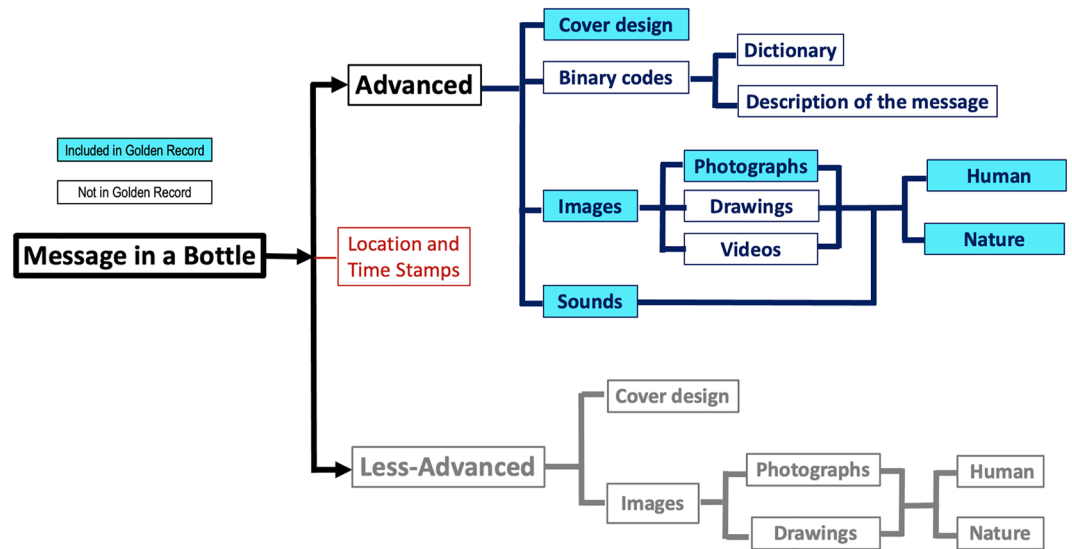 Cover design
Dictionary
Advanced
Binary codes
Description of the message
Included in Golden Record
Not in Golden Record
Photographs
Human
Images
Drawings
Message in a Bottle
Location and
Time Stamps
Videos
Nature
Sounds
Cover design
Less-Advanced
Photographs
Human
Images
Drawings
Nature